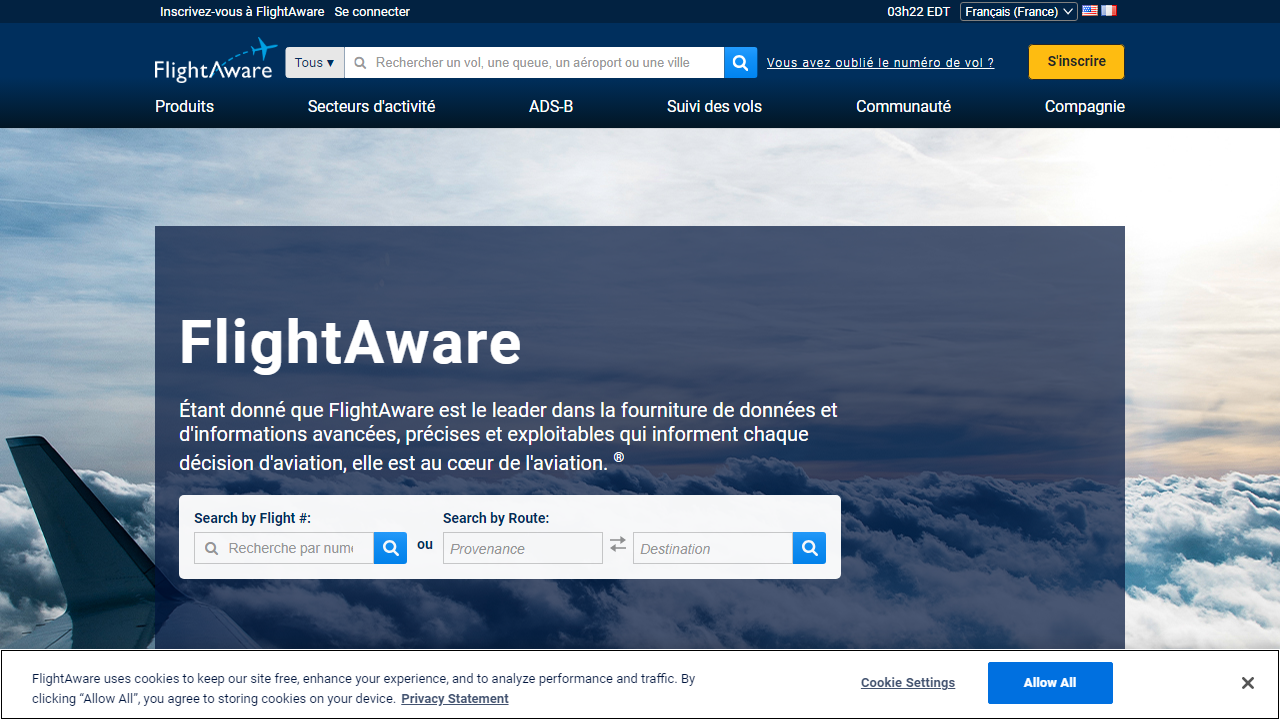 Inscrivez-vous à FlightAware Se connecter
03h22 EDT Français (France)
FlightAware
Tous ▾ Rechercher un vol, une queue, un aéroport ou une ville
Vous avez oublié le numéro de vol ?
S'inscrire
Produits Secteurs d'activité ADS-B Suivi des vols Communauté Compagnie
FlightAware
Étant donné que FlightAware est le leader dans la fourniture de données et
d'informations avancées, précises et exploitables qui informent chaque
décision d'aviation, elle est au cœur de l'aviation. ®
Search by Flight #: Search by Route:
Recherche par numé ou Provenance Destination
FlightAware uses cookies to keep our site free, enhance your experience, and to analyze performance and traffic. By
clicking “Allow All”, you agree to storing cookies on your device. Privacy Statement
Cookie Settings
Allow All